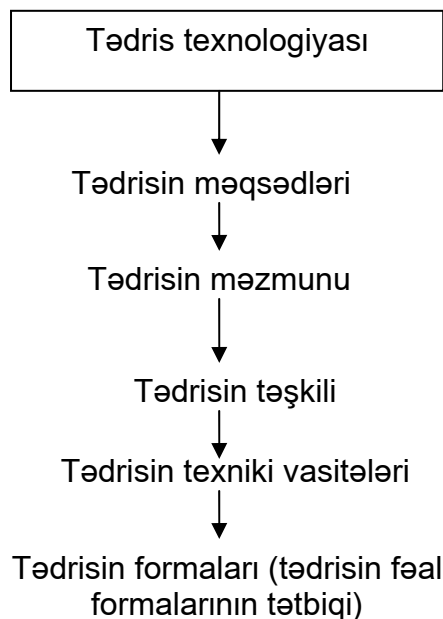 Tədris texnologiyası
Tədrisin məqsədləri
Tədrisin məzmunu
Tədrisin təşkili
Tədrisin texniki vasitələri
Tədrisin formaları (tədrisin fəal
formalarının tətbiqi)